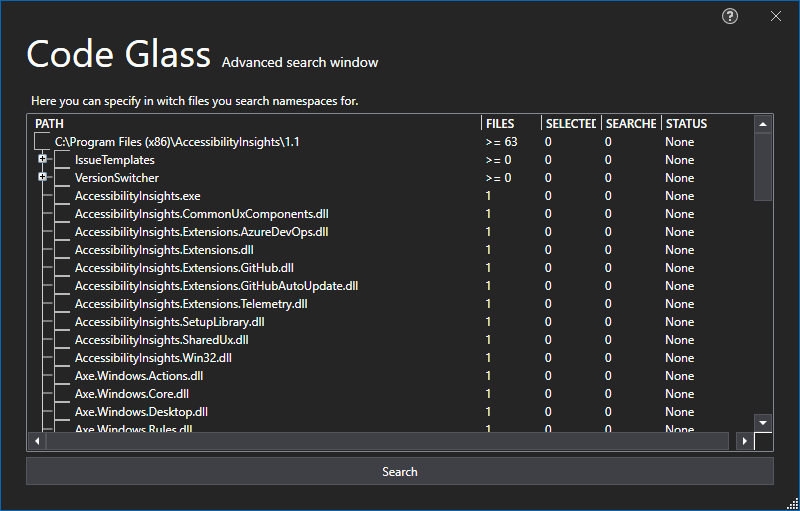 Code Glass Advanced search window
Here you can specify in witch files you search namespaces for.
PATH FILES SELECTED SEARCHE STATUS
C:\Program Files (x86)\AccessibilityInsights\1.1 >= 63 0 0 None
IssueTemplates >= 0 0 0 None
VersionSwitcher >= 0 0 0 None
AccessibilityInsights.exe 1 0 0 None
AccessibilityInsights.CommonUxComponents.dll 1 0 0 None
AccessibilityInsights.Extensions.AzureDevOps.dll 1 0 0 None
AccessibilityInsights.Extensions.dll 1 0 0 None
AccessibilityInsights.Extensions.GitHub.dll 1 0 0 None
AccessibilityInsights.Extensions.GitHubAutoUpdate.dll 1 0 0 None
AccessibilityInsights.Extensions.Telemetry.dll 1 0 0 None
AccessibilityInsights.SetupLibrary.dll 1 0 0 None
AccessibilityInsights.SharedUx.dll 1 0 0 None
AccessibilityInsights.Win32.dll 1 0 0 None
Axe.Windows.Actions.dll 1 0 0 None
Axe.Windows.Core.dll 1 0 0 None
Axe.Windows.Desktop.dll 1 0 0 None
Axe.Windows.Rules.dll 1 0 0 None
Search